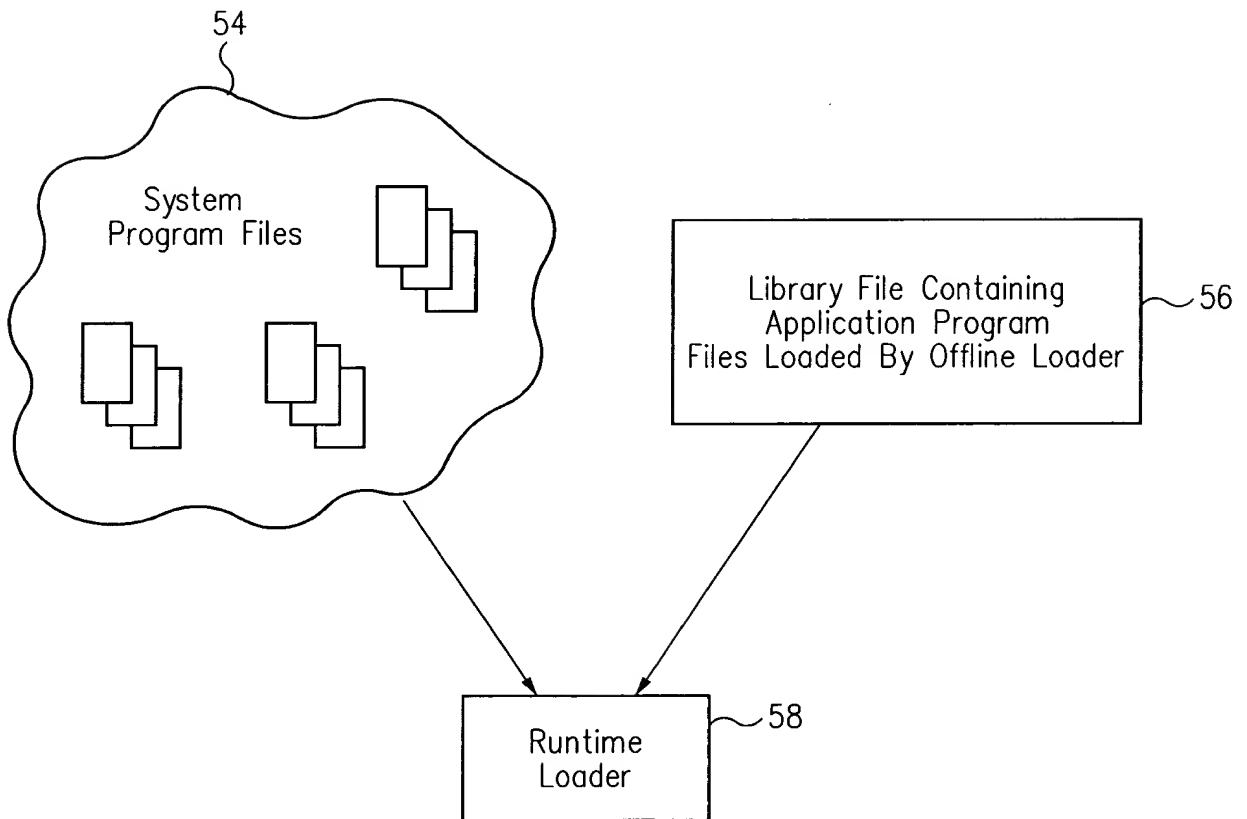 54
System
Program Files
Library File Containing
Application Program
Files Loaded By Offline Loader
56
58
Runtime
Loader